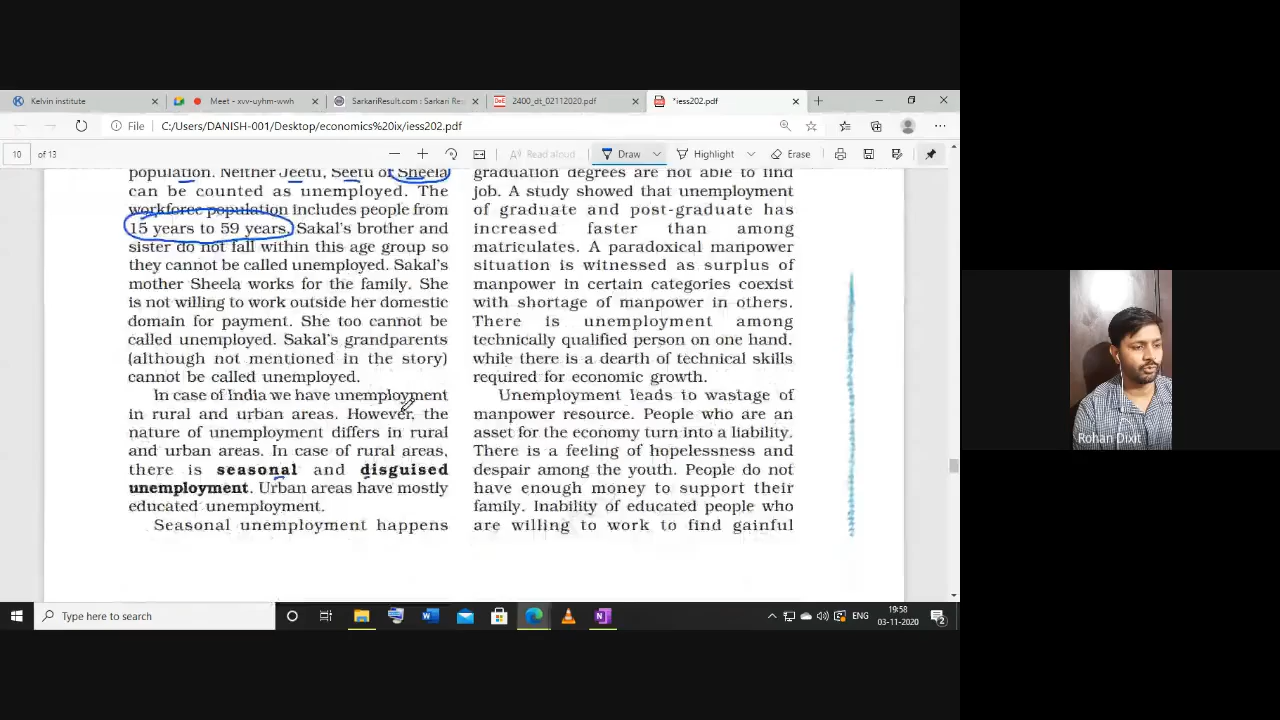 Kelvin institute
Meet - xvv-uyhm-wwh
SarkariResult.com : Sarkari Res
2400_dt_02112020.pdf
*iess202.pdf
File
C:/Users/DANISH-001/Desktop/economics%20ix/iess202.pdf
10 of 13
Read aloud
Draw
Highlight
Erase
population. Neither Jeetu, Seetu or Sheela
can be counted as unemployed. The
workforce population includes people from
15 years to 59 years. Sakal's brother and
sister do not fall within this age group so
they cannot be called unemployed. Sakal's
mother Sheela works for the family. She
is not willing to work outside her domestic
domain for payment. She too cannot be
called unemployed. Sakal's grandparents
(although not mentioned in the story)
cannot be called unemployed.
In case of India we have unemployment
in rural and urban areas. However, the
nature of unemployment differs in rural
and urban areas. In case of rural areas,
there is seasonal and disguised
unemployment. Urban areas have mostly
educated unemployment.
Seasonal unemployment happens
graduation degrees are not able to find
job. A study showed that unemployment
of graduate and post-graduate has
increased faster than among
matriculates. A paradoxical manpower
situation is witnessed as surplus of
manpower in certain categories coexist
with shortage of manpower in others.
There is unemployment among
technically qualified person on one hand,
while there is a dearth of technical skills
required for economic growth.
Unemployment leads to wastage of
manpower resource. People who are an
asset for the economy turn into a liability.
There is a feeling of hopelessness and
despair among the youth. People do not
have enough money to support their
family. Inability of educated people who
are willing to work to find gainful
Rohan Dixit
Type here to search
ENG
19:58
03-11-2020
2